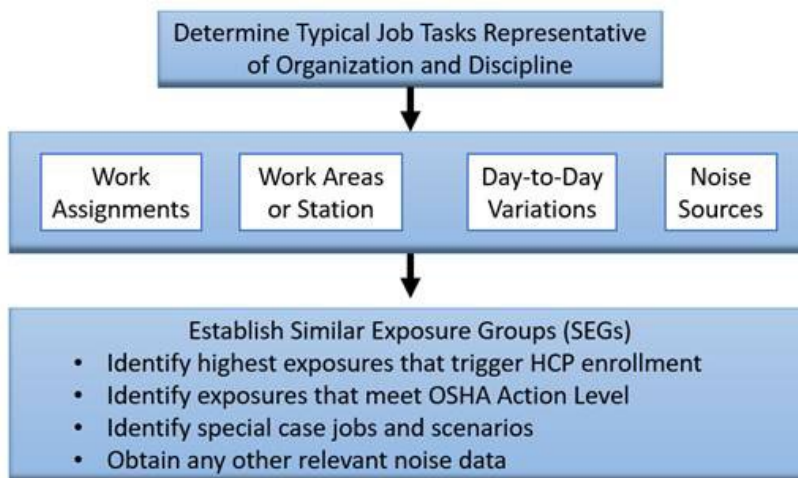 Determine Typical Job Tasks Representative
of Organization and Discipline
Work
Assignments
Work Areas
or Station
Day-to-Day
Variations
Noise
Sources
Establish Similar Exposure Groups (SEGs)
• Identify highest exposures that trigger HCP enrollment
• Identify exposures that meet OSHA Action Level
• Identify special case jobs and scenarios
• Obtain any other relevant noise data